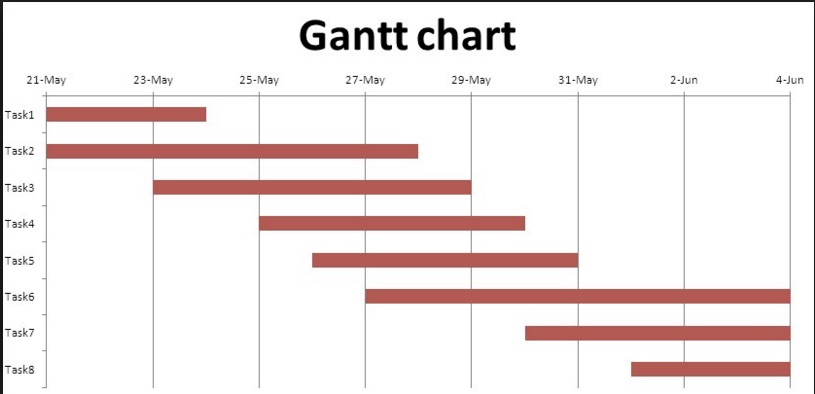 Gantt chart
21-May 23-May 25-May 27-May 29-May 31-May 2-Jun 4-Jun
Task1
Task2
Task3
Task4
Task5
Task6
Task7
Task8